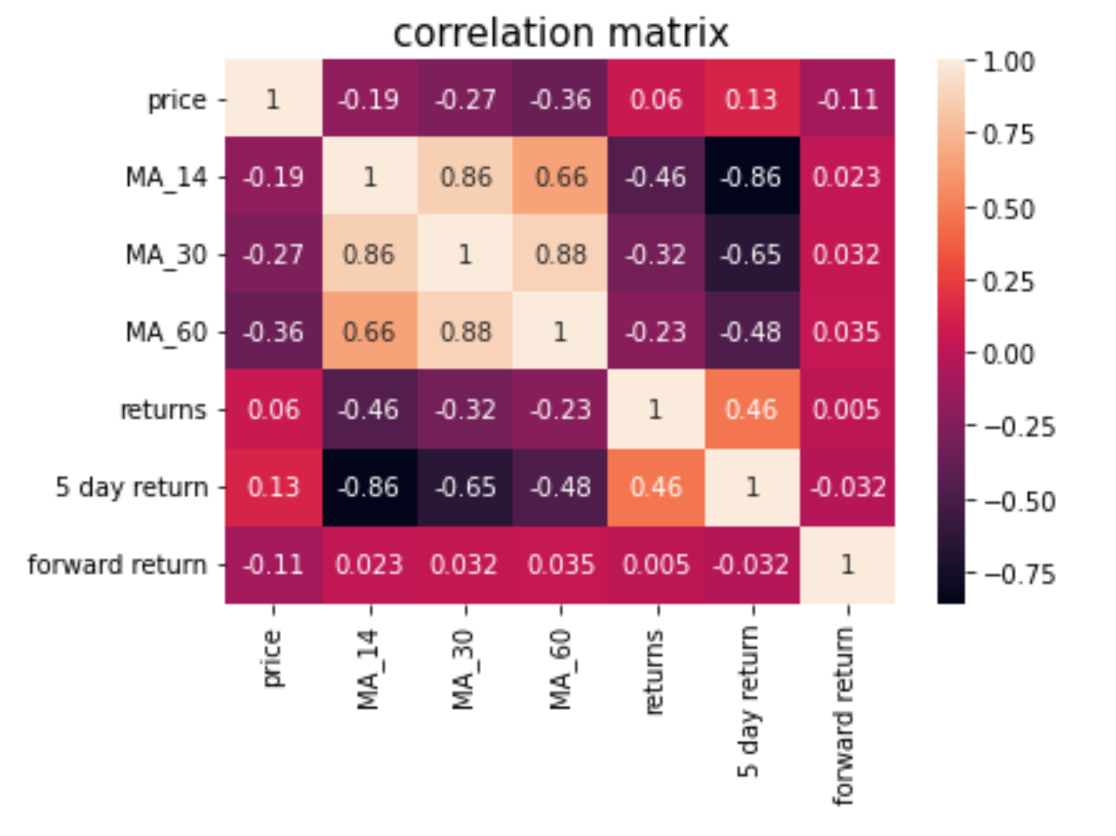 correlation matrix
price 1 -0.19 -0.27 -0.36 0.06 0.13 -0.11
MA_14 -0.19 1 0.86 0.66 -0.46 -0.86 0.023
MA_30 -0.27 0.86 1 0.88 -0.32 -0.65 0.032
MA_60 -0.36 0.66 0.88 1 -0.23 -0.48 0.035
returns 0.06 -0.46 -0.32 -0.23 1 0.46 0.005
5 day return 0.13 -0.86 -0.65 -0.48 0.46 1 -0.032
forward return -0.11 0.023 0.032 0.035 0.005 -0.032 1
price MA_14 MA_30 MA_60 returns 5 day return forward return
1.00
0.75
0.50
0.25
0.00
−0.25
−0.50
−0.75